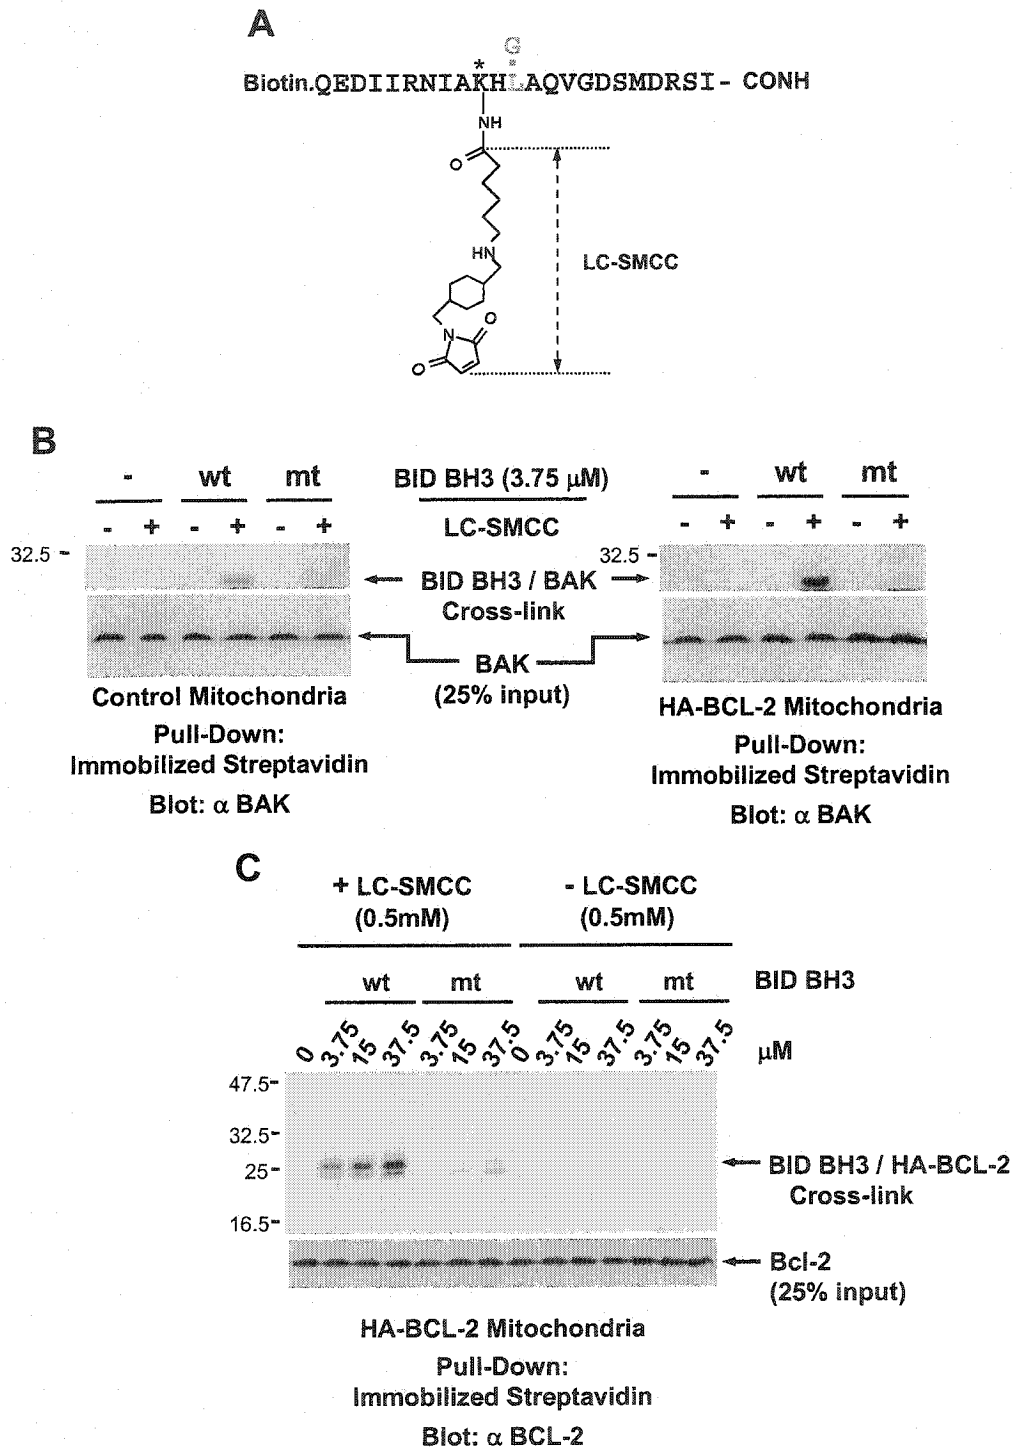 A
G
*
Biotin.QEDIIRNIAKHLAQVGDSMDRSI- CONH
NH
O
HN
LC-SMCC
O
N
O
B
- wt mt BID BH3 (3.75 μM) - wt mt
- + - + - + LC-SMCC - + - + - +
32.5 - 32.5 -
BID BH3 / BAK
Cross-link
BAK
(25% input)
Control Mitochondria
Pull-Down:
Immobilized Streptavidin
Blot: α BAK
HA-BCL-2 Mitochondria
Pull-Down:
Immobilized Streptavidin
Blot: α BAK
C
+ LC-SMCC - LC-SMCC
(0.5mM) (0.5mM)
wt mt wt mt BID BH3
0 3.75 15 37.5 3.75 15 37.5 0 3.75 15 37.5 3.75 15 37.5 μM
47.5-
32.5-
25-
16.5-
BID BH3 / HA-BCL-2
Cross-link
Bcl-2
(25% input)
HA-BCL-2 Mitochondria
Pull-Down:
Immobilized Streptavidin
Blot: α BCL-2